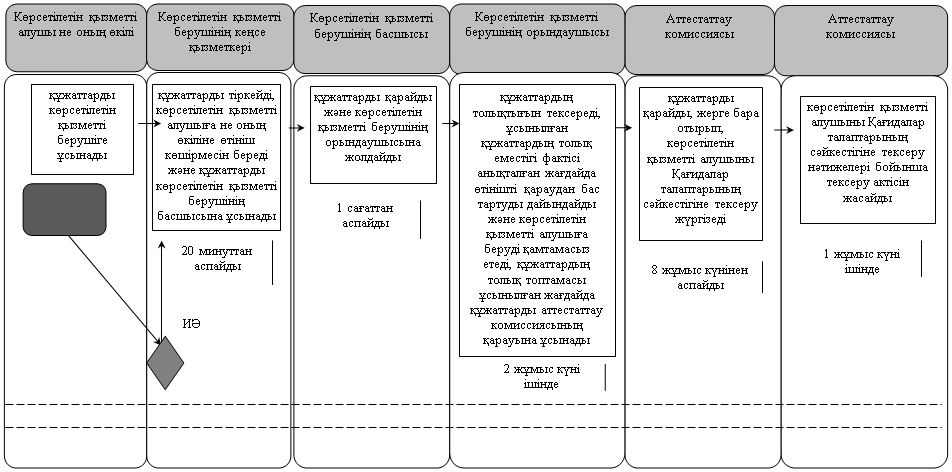 Көрсетілетін қызметті
алушы не оның өкілі
Көрсетілетін қызметті
берушінің кеңсе
қызметкері
Көрсетілетін қызметті
берушінің басшысы
Көрсетілетін қызметті
берушінің орындаушысы
Аттестаттау
комиссиясы
Аттестаттау
комиссиясы
құжаттарды
көрсетілетін
қызметті
берушіге
ұсынады
құжаттарды тіркейді,
көрсетілетін қызметті
алушыға не оның
өкіліне өтініш
көшірмесін береді
және құжаттарды
көрсетілетін қызметті
берушінің
басшысына ұсынады
20 минуттан
аспайды
ИӘ
құжаттарды қарайды
және көрсетілетін
қызметті берушінің
орындаушысына
жолдайды
1 сағаттан
аспайды
құжаттардың
толықтығын тексереді,
ұсынылған
құжаттардың толық
еместігі фактісі
анықталған жағдайда
өтінішті қараудан бас
тартуды дайындайды
және көрсетілетін
қызметті алушыға
беруді қамтамасыз
етеді, құжаттардың
толық топтамасы
ұсынылған жағдайда
құжаттарды аттестаттау
комиссиясының
қарауына ұсынады
2 жұмыс күні
ішінде
құжаттарды
қарайды, жерге бара
отырып,
көрсетілетін
қызметті алушыны
Қағидалар
талаптарының
сәйкестігіне тексеру
жүргізеді
8 жұмыс күнінен
аспайды
көрсетілетін қызметті
алушыны Қағидалар
талаптарының
сәйкестігіне тексеру
нәтижелері бойынша
тексеру актісін
жасайды
1 жұмыс күні
ішінде